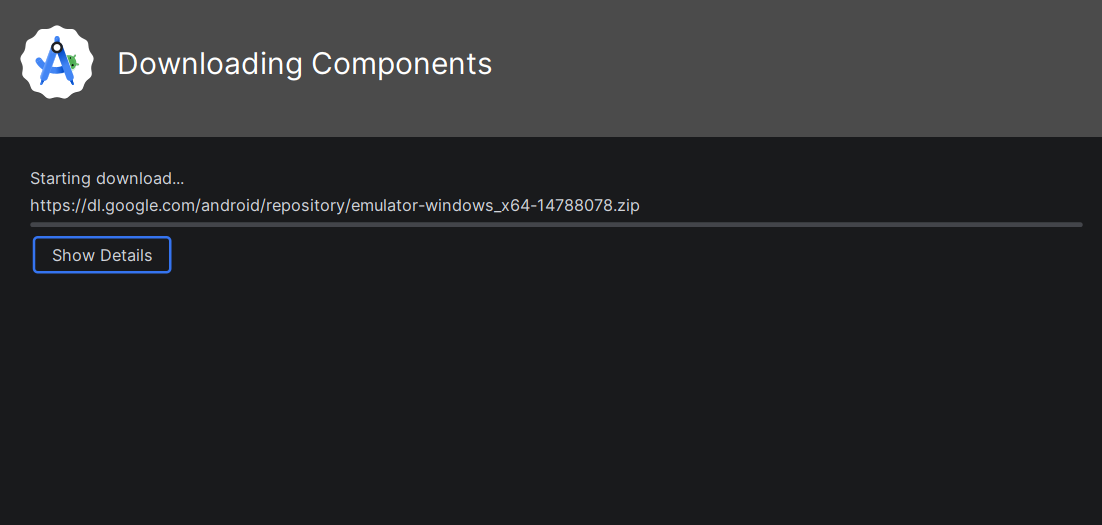 Downloading Components
Starting download...
https://dl.google.com/android/repository/emulator-windows_x64-14788078.zip
Show Details